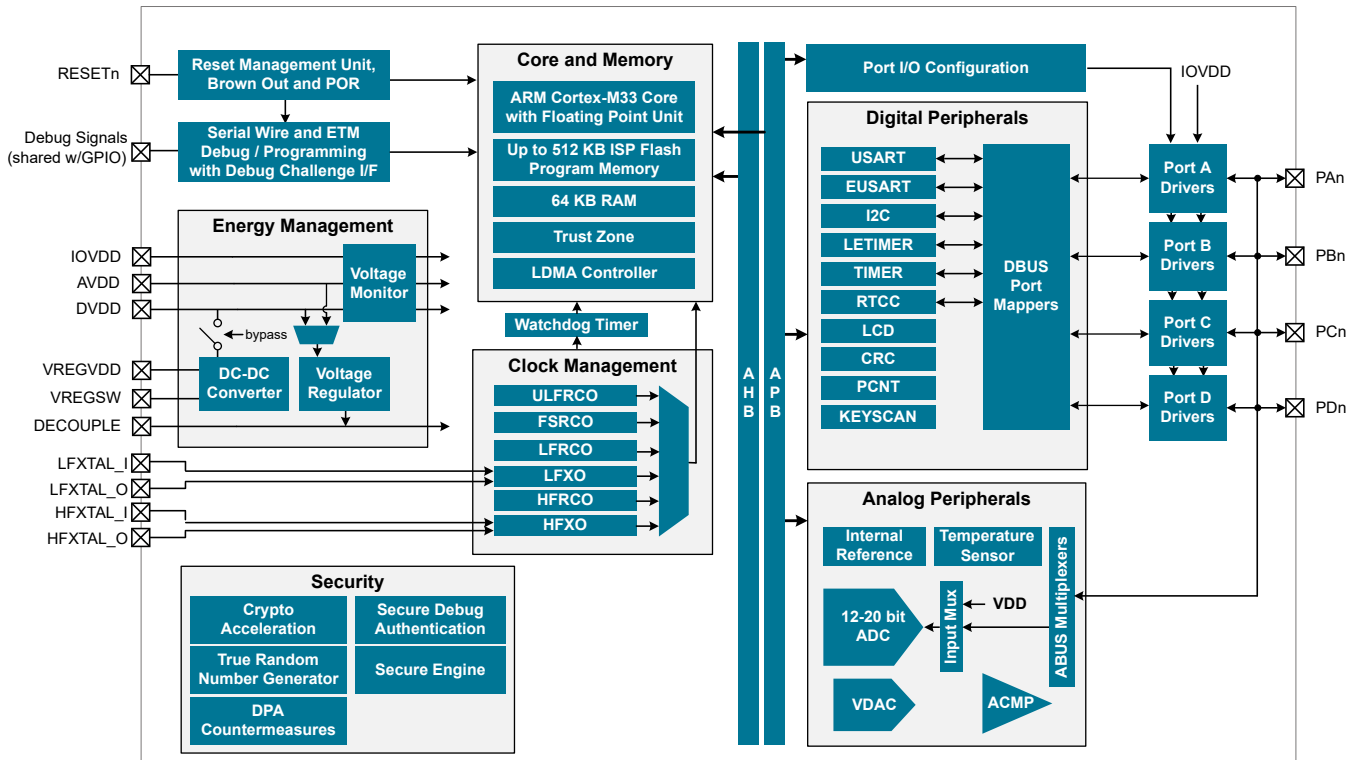 RESETn
Debug Signals
(shared w/GPIO)
Reset Management Unit,
Brown Out and POR
Serial Wire and ETM
Debug / Programming
with Debug Challenge I/F
Energy Management
IOVDD
AVDD
DVDD
Voltage
Monitor
bypass
VREGVDD
VREGSW
DECOUPLE
DC-DC
Converter
Voltage
Regulator
LFXTAL_I
LFXTAL_O
HFXTAL_I
HFXTAL_O
Core and Memory
ARM Cortex-M33 Core
with Floating Point Unit
Up to 512 KB ISP Flash
Program Memory
64 KB RAM
Trust Zone
LDMA Controller
Watchdog Timer
Clock Management
ULFRCO
FSRCO
LFRCO
LFXO
HFRCO
HFXO
Security
Crypto
Acceleration
Secure Debug
Authentication
True Random
Number Generator
Secure Engine
DPA
Countermeasures
A
H
B
A
P
B
Port I/O Configuration
IOVDD
Digital Peripherals
USART
EUSART
I2C
LETIMER
TIMER
RTCC
LCD
CRC
PCNT
KEYSCAN
DBUS
Port
Mappers
Port A
Drivers
Port B
Drivers
Port C
Drivers
Port D
Drivers
PAn
PBn
PCn
PDn
Analog Peripherals
Internal
Reference
Temperature
Sensor
12-20 bit
ADC
Input Mux
VDD
ABUS Multiplexers
VDAC
ACMP